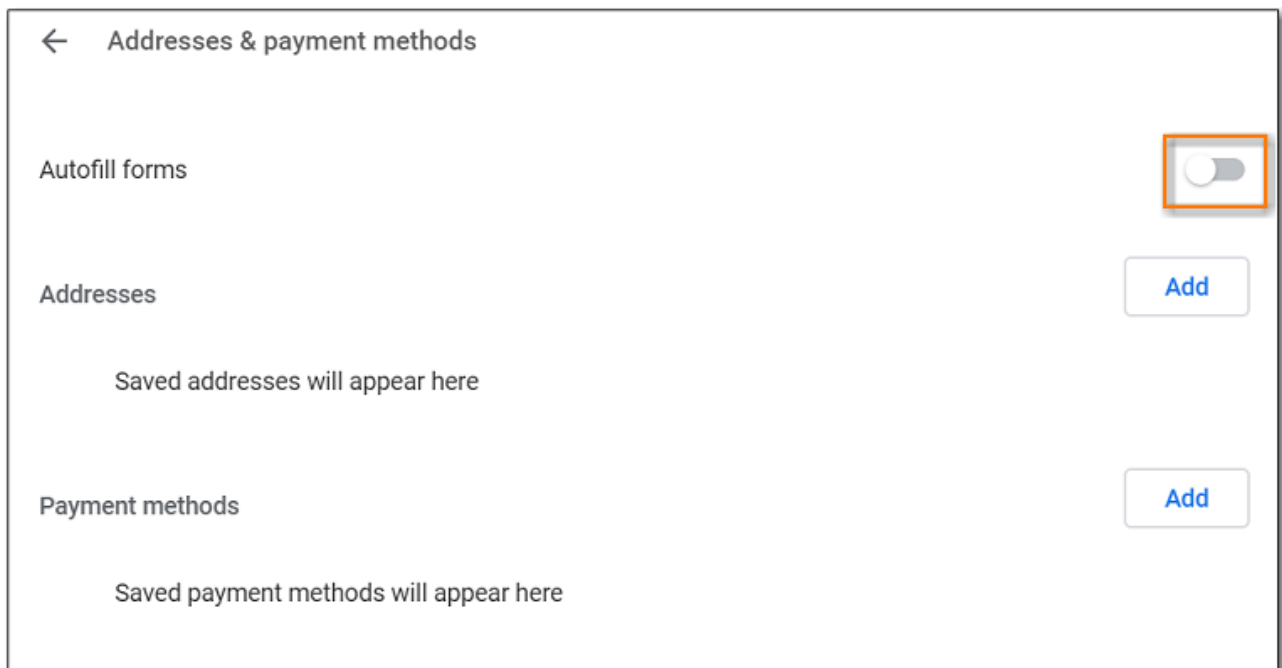 Addresses & payment methods
Autofill forms
Addresses
Add
Saved addresses will appear here
Payment methods
Add
Saved payment methods will appear here